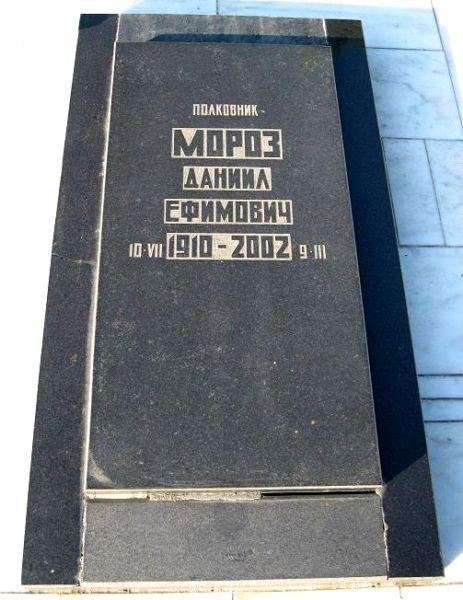 ПОЛКОВНИК
МОРОЗ
ДАНИИЛ
ЕФИМОВИЧ
10·VII 1910-2002 9·III